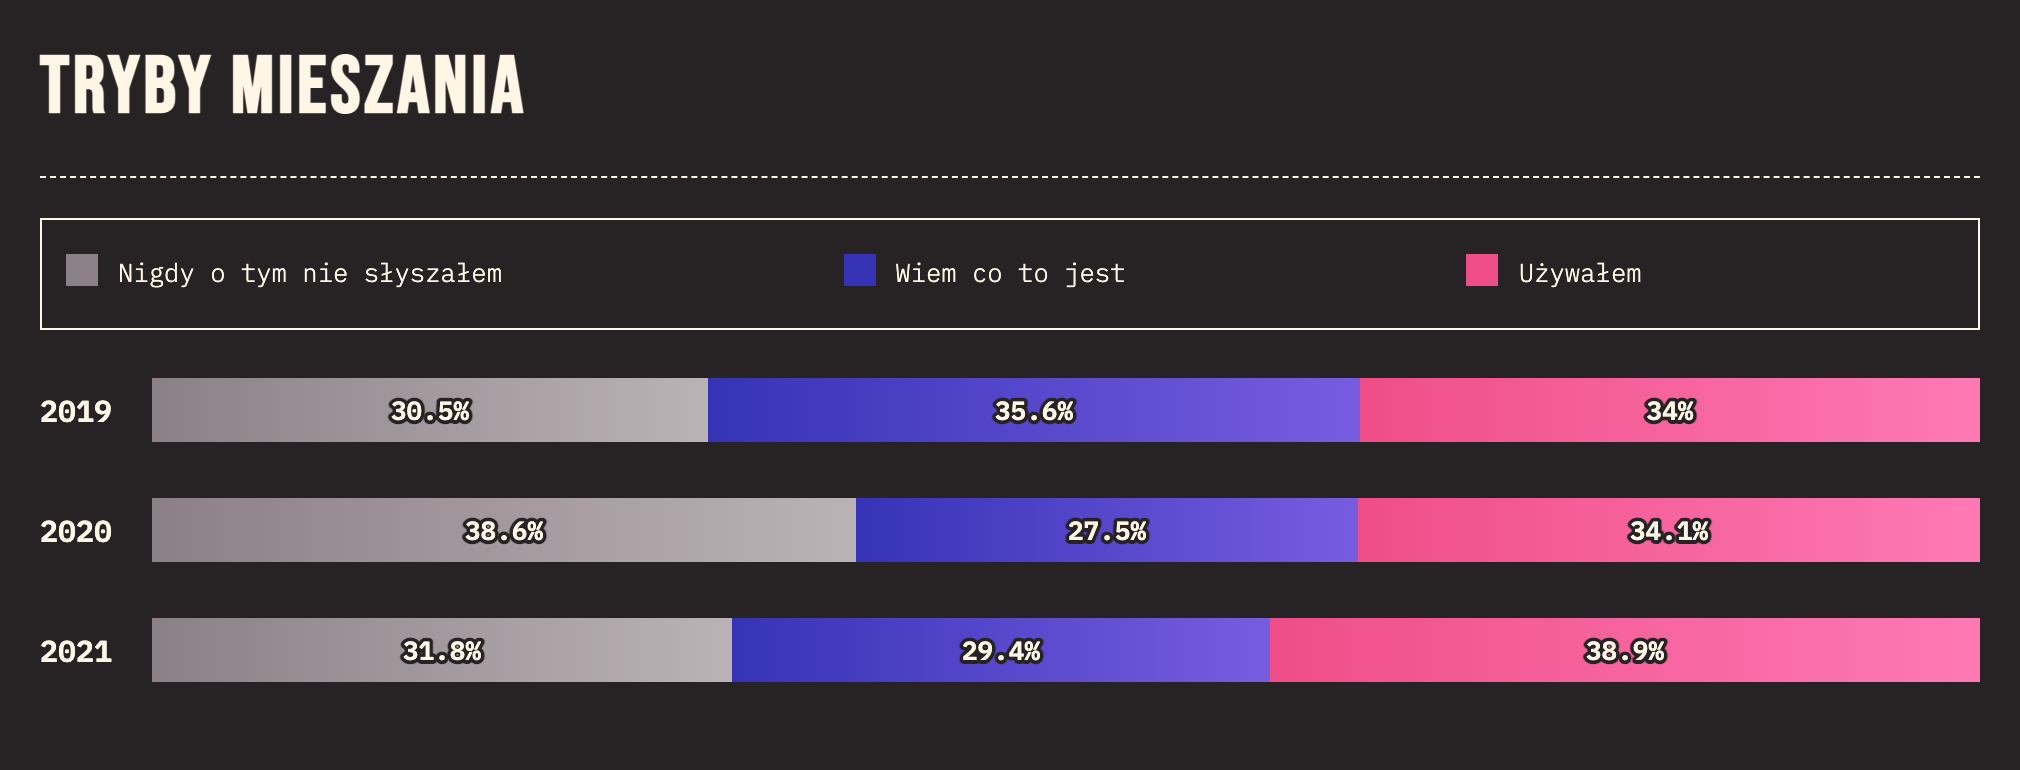 TRYBY MIESZANIA
Nigdy o tym nie słyszałem Wiem co to jest Używałem
2019 30.5% 35.6% 34%
2020 38.6% 27.5% 34.1%
2021 31.8% 29.4% 38.9%